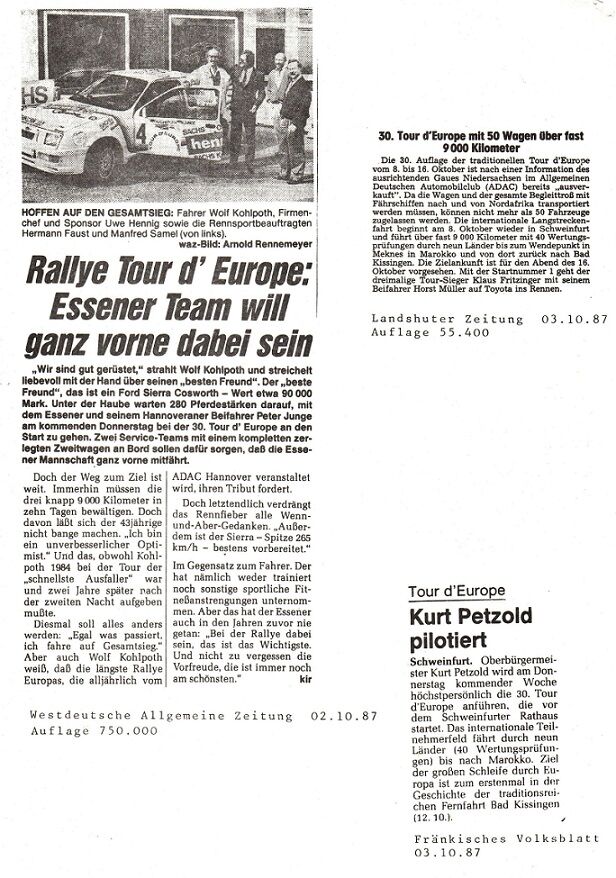 HS
4
SACHS
hen
SACHS
HOFFEN AUF DEN GESAMTSIEG: Fahrer Wolf Kohlpoth, Firmen-
chef und Sponsor Uwe Hennig sowie die Rennsportbeauftragten
Hermann Faust und Manfred Samel (von links).
waz-Bild: Arnold Rennemeyer
Rallye Tour d' Europe:
Essener Team will
ganz vorne dabei sein
„Wir sind gut gerüstet,“ strahlt Wolf Kohlpoth und streichelt
liebevoll mit der Hand über seinen „besten Freund“. Der „beste
Freund“, das ist ein Ford Sierra Cosworth – Wert etwa 90 000
Mark. Unter der Haube warten 280 Pferdestärken darauf, mit
dem Essener und seinem Hannoveraner Beifahrer Peter Junge
am kommenden Donnerstag bei der 30. Tour d' Europe an den
Start zu gehen. Zwei Service-Teams mit einem kompletten zer-
legten Zweitwagen an Bord sollen dafür sorgen, daß die Esse-
ner Mannschaft ganz vorne mitfährt.
Doch der Weg zum Ziel ist
weit. Immerhin müssen die
drei knapp 9 000 Kilometer in
zehn Tagen bewältigen. Doch
davon läßt sich der 43jährige
nicht bange machen. „Ich bin
ein unverbesserlicher Opti-
mist.“ Und das, obwohl Kohl-
poth 1984 bei der Tour der
„schnellste Ausfaller“ war
und zwei Jahre später nach
der zweiten Nacht aufgeben
mußte.
Diesmal soll alles anders
werden: „Egal was passiert,
ich fahre auf Gesamtsieg.“
Aber auch Wolf Kohlpoth
weiß, daß die längste Rallye
Europas, die alljährlich vom
ADAC Hannover veranstaltet
wird, ihren Tribut fordert.
Doch letztendlich verdrängt
das Rennfieber alle Wenn-
und-Aber-Gedanken. „Außer-
dem ist der Sierra – Spitze 265
km/h – bestens vorbereitet.“
Im Gegensatz zum Fahrer. Der
hat nämlich weder trainiert
noch sonstige sportliche Fit-
neßanstrengungen unternom-
men. Aber das hat der Essener
auch in den Jahren zuvor nie
getan: „Bei der Rallye dabei
sein, das ist das Wichtigste.
Und nicht zu vergessen die
Vorfreude, die ist immer noch
am schönsten.“ kir
Westdeutsche Allgemeine Zeitung 02.10.87
Auflage 750.000
30. Tour d'Europe mit 50 Wagen über fast
9 000 Kilometer
Die 30. Auflage der traditionellen Tour d'Europe
vom 8. bis 16. Oktober ist nach einer Information des
ausrichtenden Gaues Niedersachsen im Allgemeinen
Deutschen Automobilclub (ADAC) bereits „ausver-
kauft“. Da die Wagen und der gesamte Begleittroß mit
Fährschiffen nach und von Nordafrika transportiert
werden müssen, können nicht mehr als 50 Fahrzeuge
zugelassen werden. Die internationale Langstrecken-
fahrt beginnt am 8. Oktober wieder in Schweinfurt
und führt über fast 9 000 Kilometer mit 40 Wertungs-
prüfungen durch neun Länder bis zum Wendepunkt in
Meknes in Marokko und von dort zurück nach Bad
Kissingen. Die Zielankunft ist für den Abend des 16.
Oktober vorgesehen. Mit der Startnummer 1 geht der
dreimalige Tour-Sieger Klaus Fritzinger mit seinem
Beifahrer Horst Müller auf Toyota ins Rennen.
Landshuter Zeitung 03.10.87
Auflage 55.400
Tour d'Europe
Kurt Petzold
pilotiert
Schweinfurt. Oberbürgermei-
ster Kurt Petzold wird am Don-
nerstag kommender Woche
höchstpersönlich die 30. Tour
d'Europe anführen, die vor
dem Schweinfurter Rathaus
startet. Das internationale Teil-
nehmerfeld fährt durch neun
Länder (40 Wertungsprüfun-
gen) bis nach Marokko. Ziel
der großen Schleife durch Eu-
ropa ist zum erstenmal in der
Geschichte der traditionsrei-
chen Fernfahrt Bad Kissingen
(12. 10.).
Fränkisches Volksblatt
03.10.87